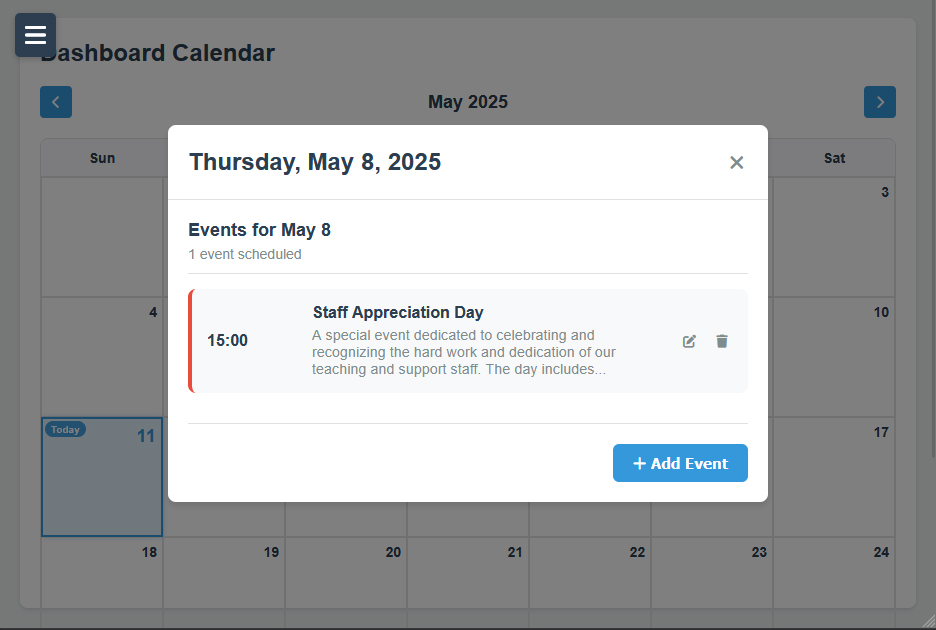 Dashboard Calendar
May 2025
Sun
Sat
Thursday, May 8, 2025
Events for May 8
1 event scheduled
15:00
Staff Appreciation Day
A special event dedicated to celebrating and
recognizing the hard work and dedication of our
teaching and support staff. The day includes...
+ Add Event
3
4
10
Today
11
17
18
19
20
21
22
23
24